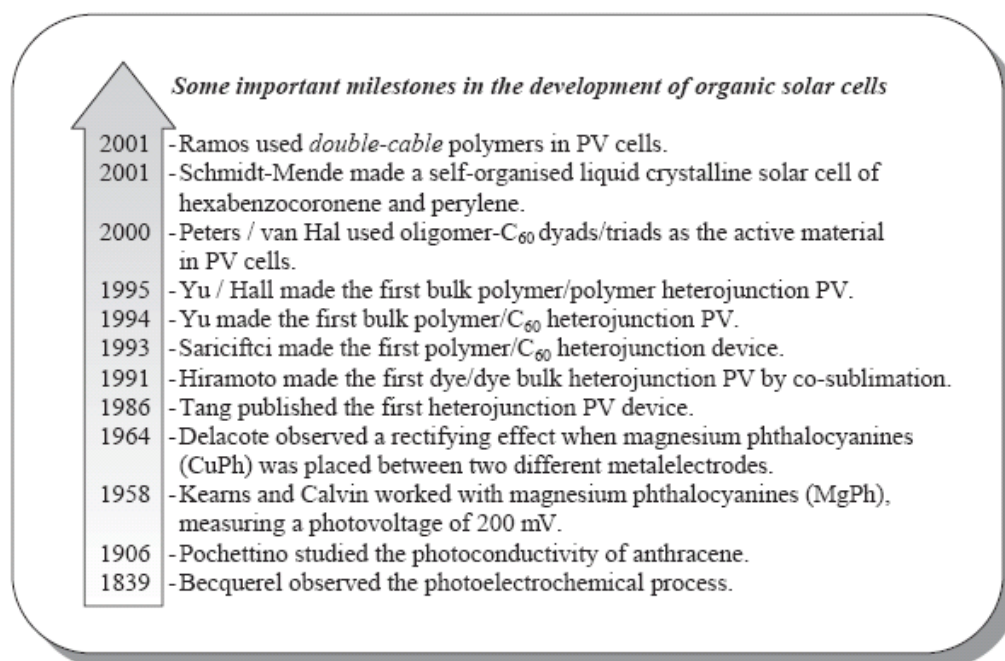 Some important milestones in the development of organic solar cells
2001 -Ramos used double-cable polymers in PV cells.
2001 -Schmidt-Mende made a self-organised liquid crystalline solar cell of
hexabenzocoronene and perylene.
2000 -Peters / van Hal used oligomer-C60 dyads/triads as the active material
in PV cells.
1995 -Yu / Hall made the first bulk polymer/polymer heterojunction PV.
1994 -Yu made the first bulk polymer/C60 heterojunction PV.
1993 -Sariciftci made the first polymer/C60 heterojunction device.
1991 -Hiramoto made the first dye/dye bulk heterojunction PV by co-sublimation.
1986 -Tang published the first heterojunction PV device.
1964 -Delacote observed a rectifying effect when magnesium phthalocyanines
(CuPh) was placed between two different metalelectrodes.
1958 -Kearns and Calvin worked with magnesium phthalocyanines (MgPh),
measuring a photovoltage of 200 mV.
1906 -Pochettino studied the photoconductivity of anthracene.
1839 -Becquerel observed the photoelectrochemical process.